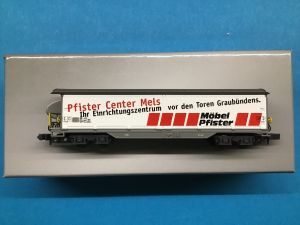 Pfister Center Mels
Ihr Einrichtungszentrum vor den Toren Graubündens.
Möbel
Pfister